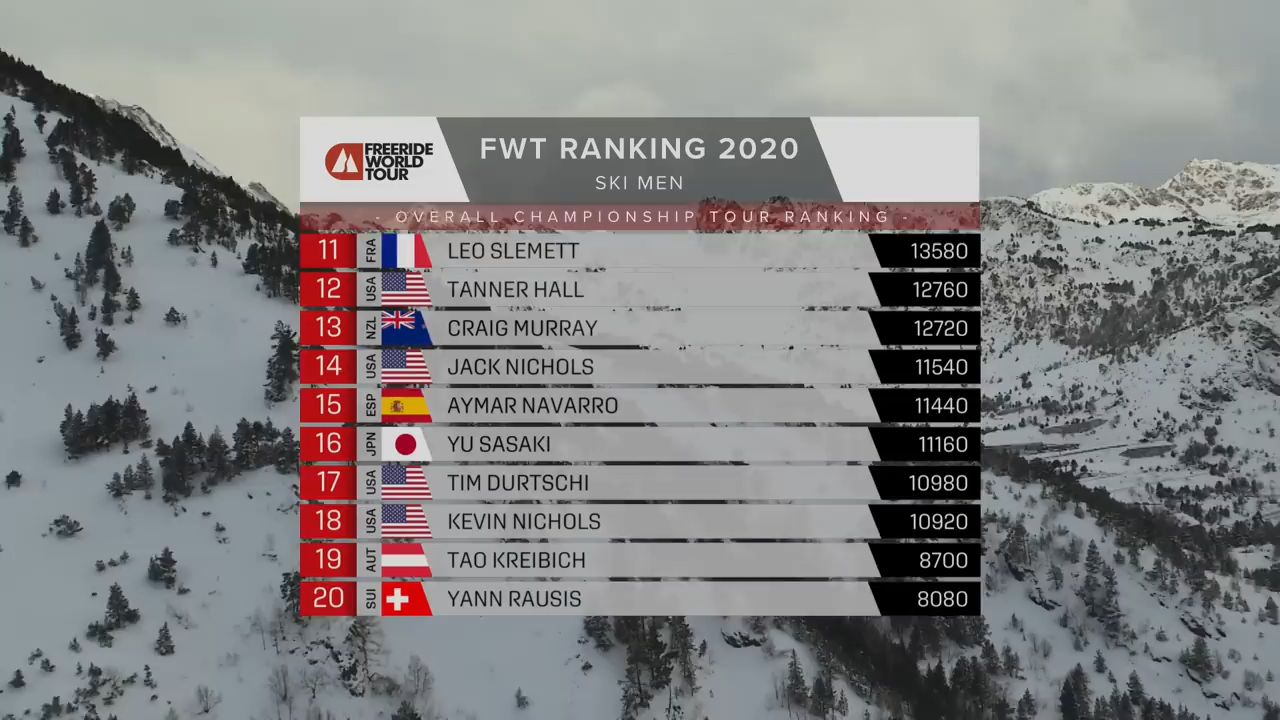 FREERIDE
WORLD
TOUR
FWT RANKING 2020
SKI MEN
- OVERALL CHAMPIONSHIP TOUR RANKING -
11 FRA LEO SLEMETT 13580
12 USA TANNER HALL 12760
13 NZL CRAIG MURRAY 12720
14 USA JACK NICHOLS 11540
15 ESP AYMAR NAVARRO 11440
16 JPN YU SASAKI 11160
17 USA TIM DURTSCHI 10980
18 USA KEVIN NICHOLS 10920
19 AUT TAO KREIBICH 8700
20 SUI YANN RAUSIS 8080